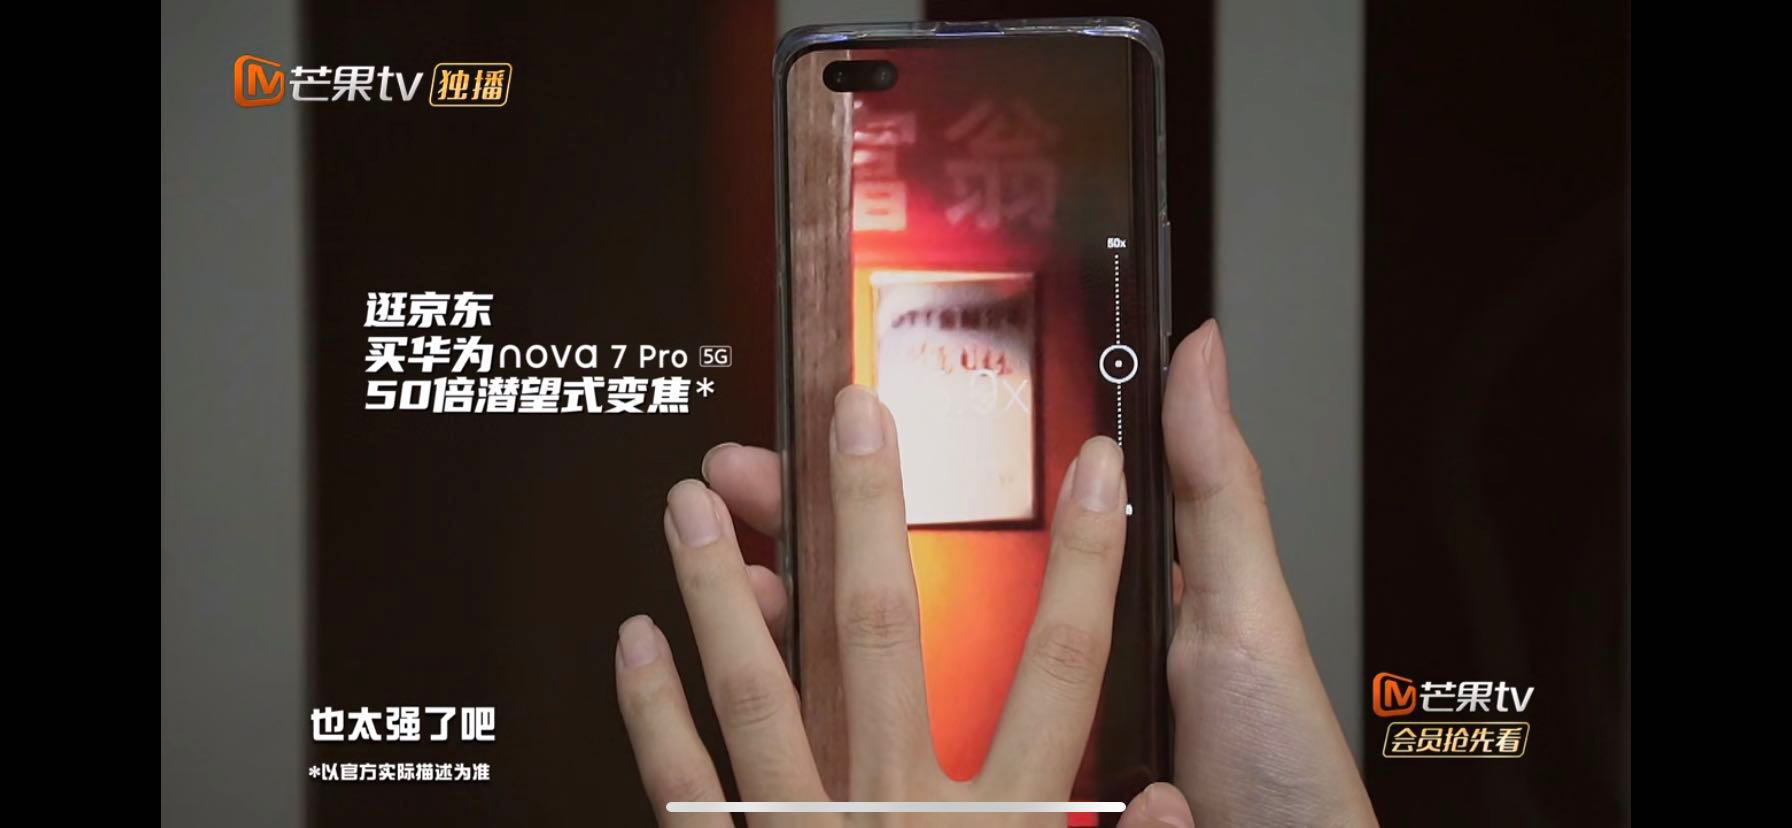 芒果tv 独播
富翁
50x
逛京东
买华为nova 7 Pro 5G
50倍潜望式变焦*
也太强了吧
*以官方实际描述为准
芒果tv
会员抢先看